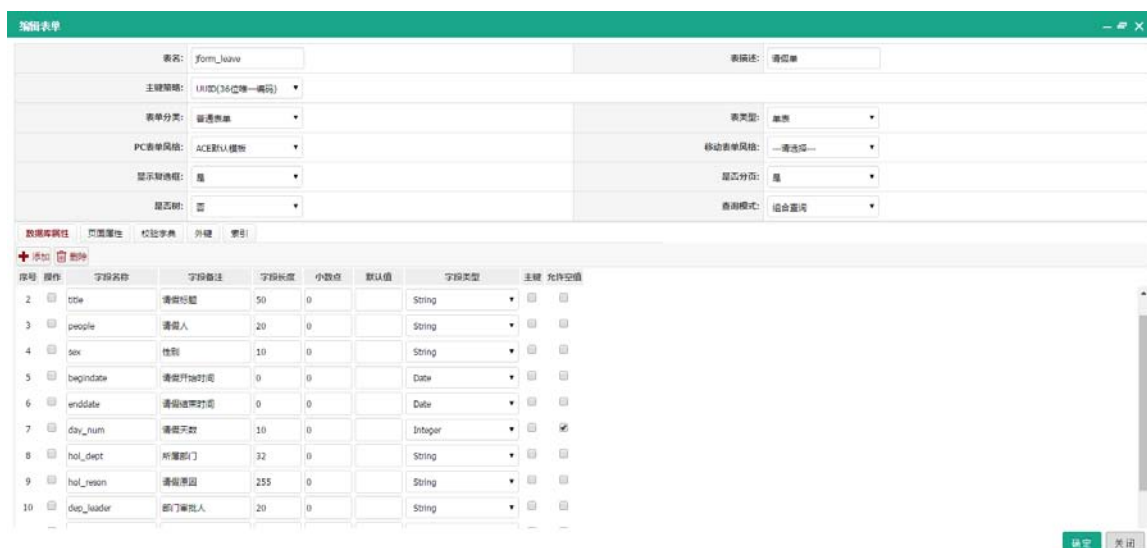 编辑表单
表名: jform_leave 表描述: 请假单
主键策略: UUID(36位唯一编码)
表单分类: 普通表单 表类型: 单表
PC表单风格: ACE默认模板 移动表单风格: ---请选择---
显示复选框: 是 是否分页: 是
是否树: 否 查询模式: 组合查询
数据库属性 页面属性 校验字典 外键 索引
添加 删除
序号 操作 字段名称 字段备注 字段长度 小数点 默认值 字段类型 主键 允许空值
2 title 请假标题 50 0 String
3 people 请假人 20 0 String
4 sex 性别 10 0 String
5 begindate 请假开始时间 0 0 Date
6 enddate 请假结束时间 0 0 Date
7 day_num 请假天数 10 0 Integer
8 hol_dept 所属部门 32 0 String
9 hol_reson 请假原因 255 0 String
10 dep_leader 部门审批人 20 0 String
确定 关闭